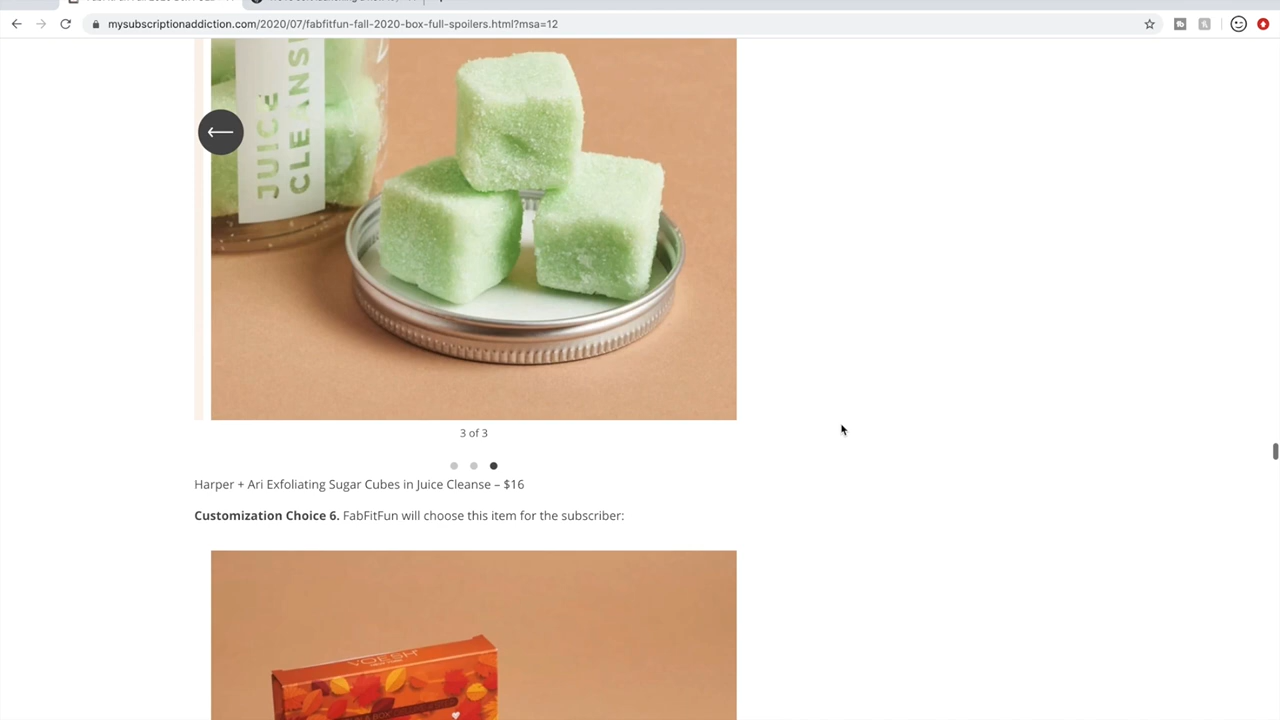 mysubscriptionaddiction.com/2020/07/fabfitfun-fall-2020-box-full-spoilers.html?msa=12
JUICE
CLEANSE
3 of 3
Harper + Ari Exfoliating Sugar Cubes in Juice Cleanse – $16
Customization Choice 6. FabFitFun will choose this item for the subscriber:
VOESH